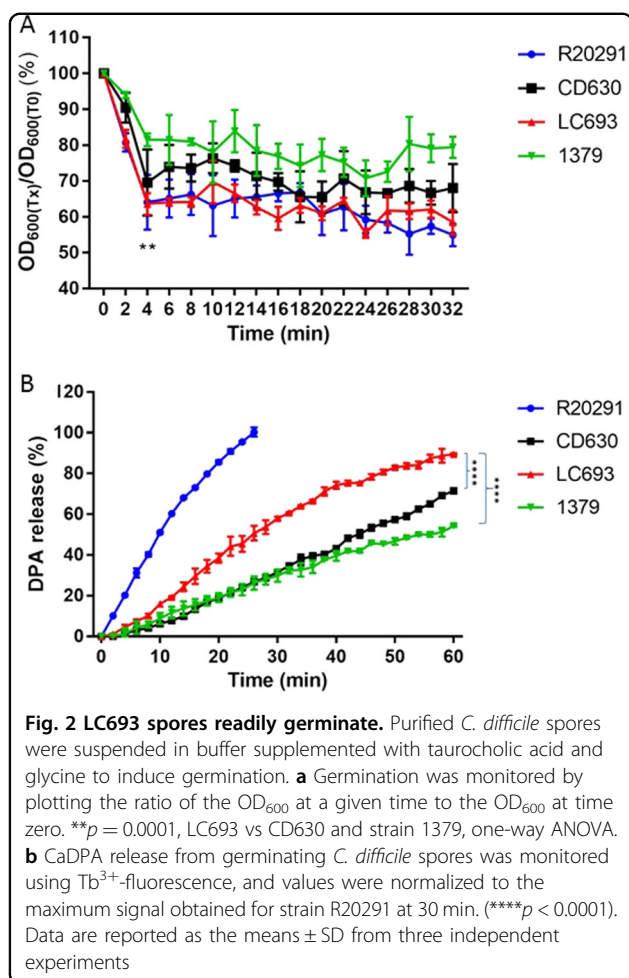 A
OD600(Tx)/OD600(T0) (%)
110
100
90
80
70
60
50
40
**
0 2 4 6 8 10 12 14 16 18 20 22 24 26 28 30 32
Time (min)
R20291
CD630
LC693
1379
B
DPA release (%)
120
100
80
60
40
20
0
0 10 20 30 40 50 60
Time (min)
****
****
R20291
CD630
LC693
1379
Fig. 2 LC693 spores readily germinate. Purified C. difficile spores
were suspended in buffer supplemented with taurocholic acid and
glycine to induce germination. a Germination was monitored by
plotting the ratio of the OD600 at a given time to the OD600 at time
zero. **p = 0.0001, LC693 vs CD630 and strain 1379, one-way ANOVA.
b CaDPA release from germinating C. difficile spores was monitored
using Tb3+-fluorescence, and values were normalized to the
maximum signal obtained for strain R20291 at 30 min. (****p < 0.0001).
Data are reported as the means ± SD from three independent
experiments